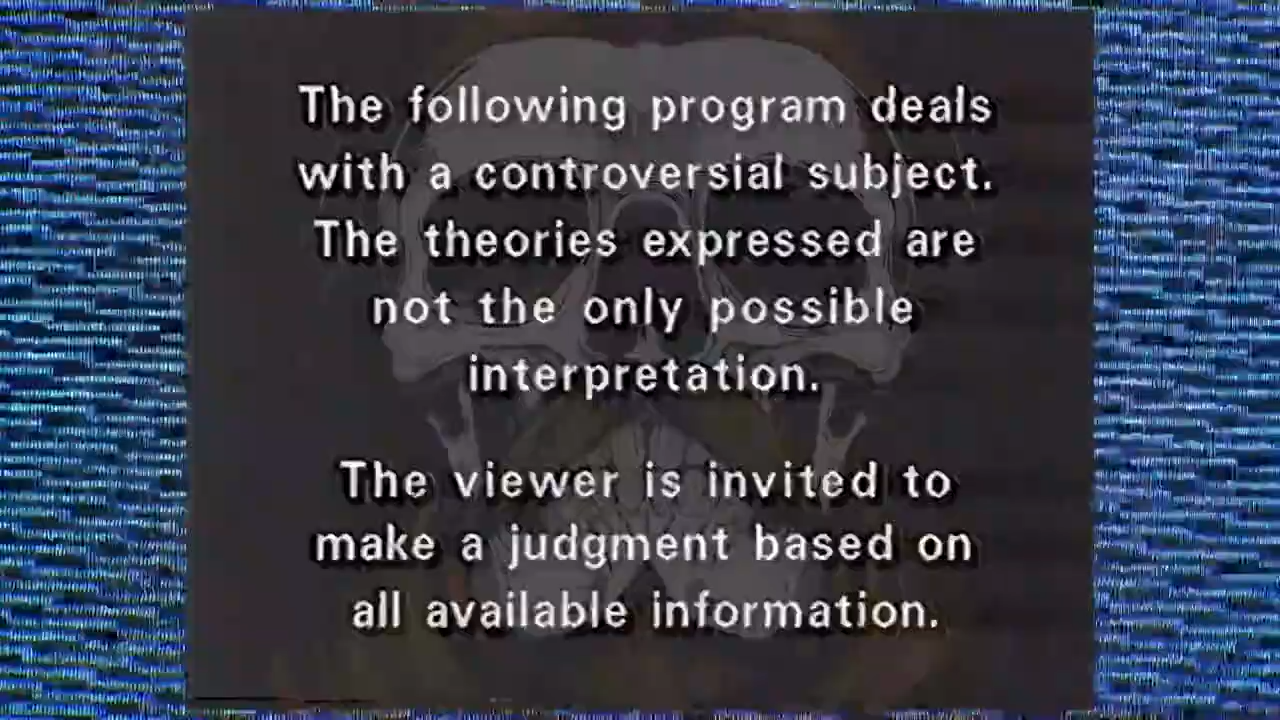 The following program deals
with a controversial subject.
The theories expressed are
not the only possible
interpretation.
The viewer is invited to
make a judgment based on
all available information.